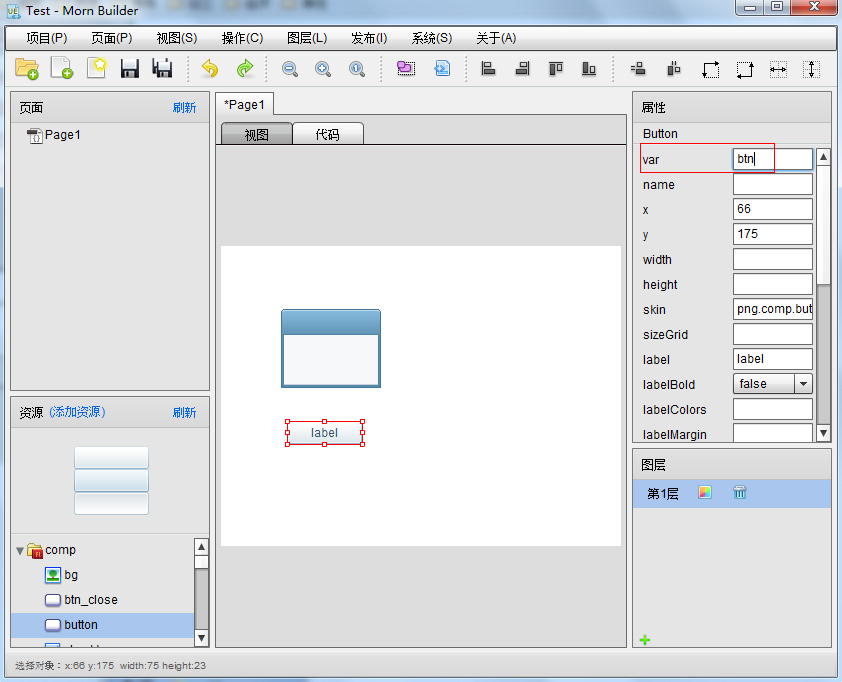 Test - Morn Builder
项目(P) 页面(P) 视图(S) 操作(C) 图层(L) 发布(I) 系统(S) 关于(A)
页面 刷新
Page1
资源 (添加资源) 刷新
comp
bg
btn_close
button
*Page1
视图 代码
label
属性
Button
var btn
name
x 66
y 175
width
height
skin png.comp.but
sizeGrid
label label
labelBold false
labelColors
labelMargin
图层
第1层
选择对象：x:66 y:175 width:75 height:23